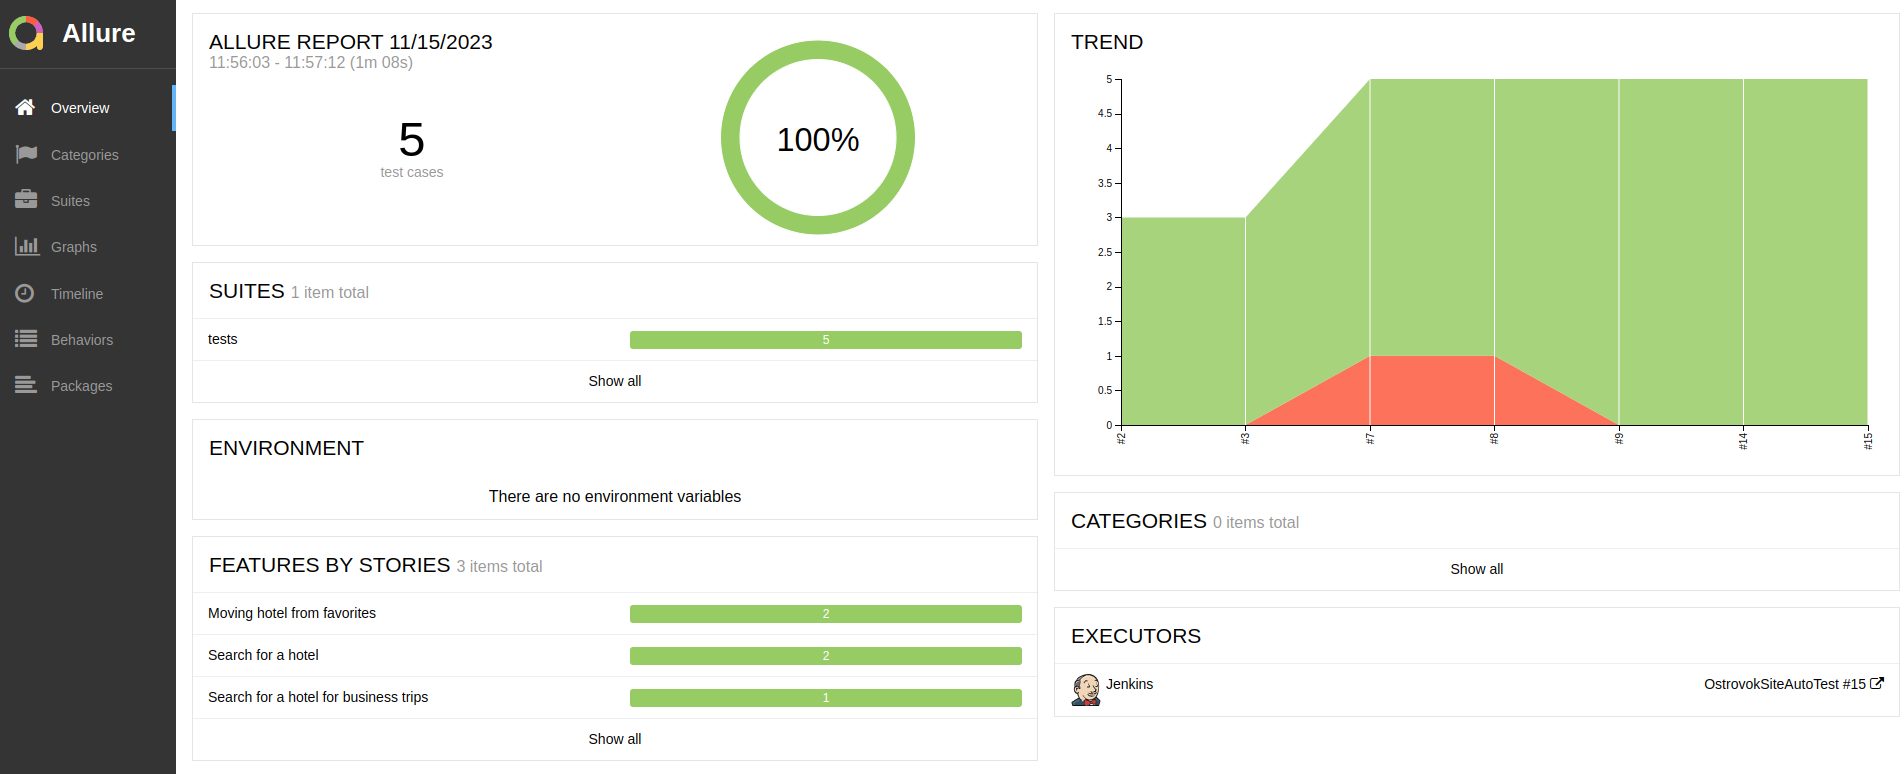 Allure
Overview
Categories
Suites
Graphs
Timeline
Behaviors
Packages
ALLURE REPORT 11/15/2023
11:56:03 - 11:57:12 (1m 08s)
5
test cases
100%
SUITES 1 item total
tests 5
Show all
ENVIRONMENT
There are no environment variables
FEATURES BY STORIES 3 items total
Moving hotel from favorites 2
Search for a hotel 2
Search for a hotel for business trips 1
Show all
TREND
5
4.5
4
3.5
3
2.5
2
1.5
1
0.5
0
#2 #3 #7 #8 #9 #14 #15
CATEGORIES 0 items total
Show all
EXECUTORS
Jenkins OstrovokSiteAutoTest #15